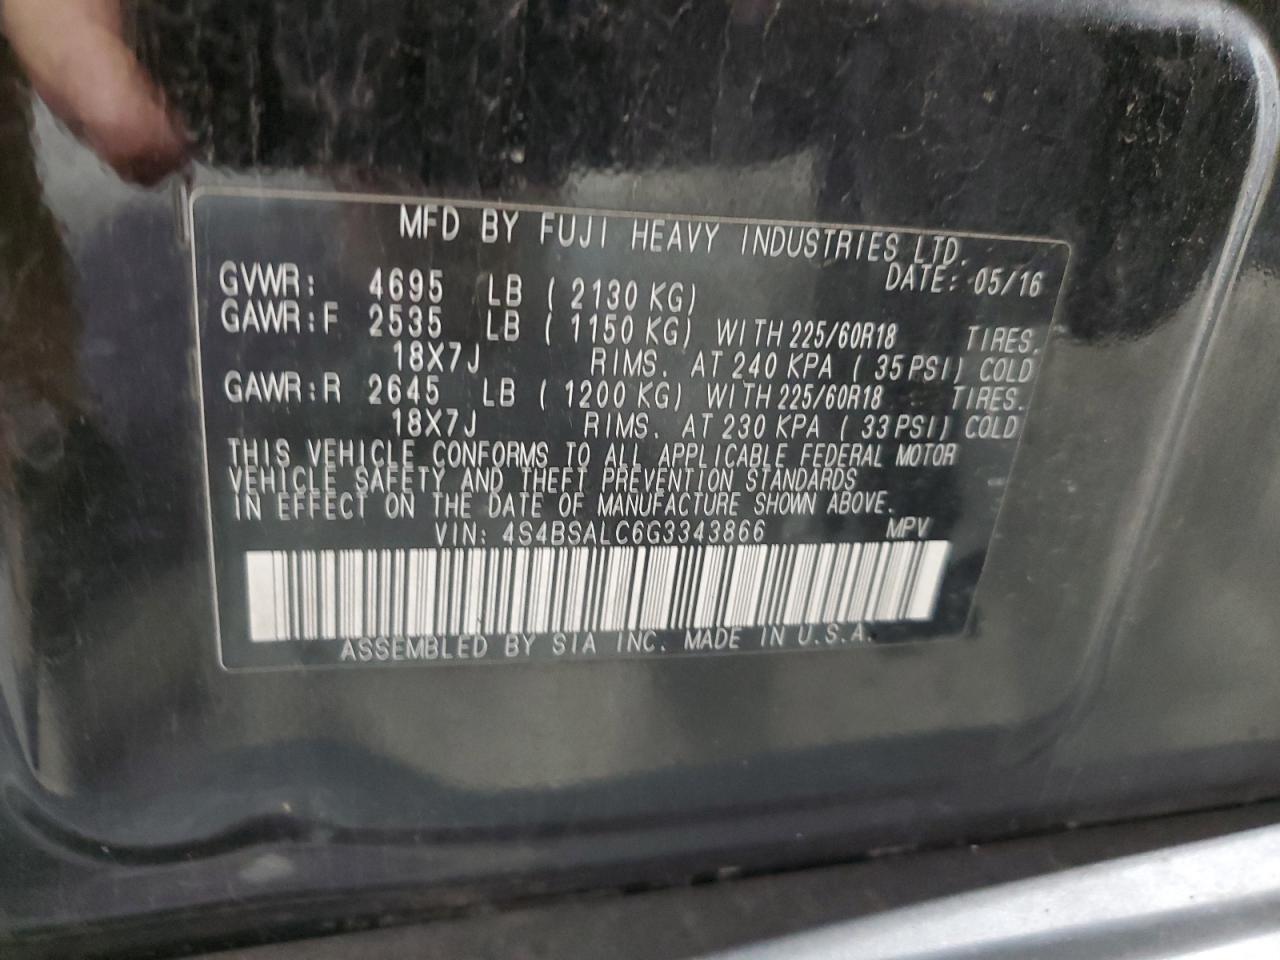 MFD BY FUJI HEAVY INDUSTRIES LTD.
DATE: 05/16
GVWR: 4695 LB ( 2130 KG)
GAWR:F 2535 LB ( 1150 KG) WITH 225/60R18 TIRES,
18X7J RIMS. AT 240 KPA ( 35 PSI) COLD
GAWR:R 2645 LB ( 1200 KG) WITH 225/60R18 TIRES.
18X7J RIMS. AT 230 KPA ( 33 PSI) COLD
THIS VEHICLE CONFORMS TO ALL APPLICABLE FEDERAL MOTOR
VEHICLE SAFETY AND THEFT PREVENTION STANDARDS
IN EFFECT ON THE DATE OF MANUFACTURE SHOWN ABOVE.
VIN: 4S4BSALC6G3343866 MPV
ASSEMBLED BY SIA INC. MADE IN U.S.A.